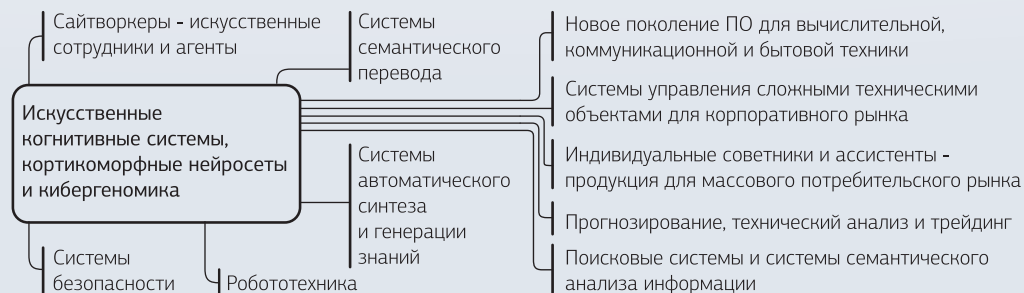 Сайтворкеры - искусственные
сотрудники и агенты
Системы
семантического
перевода
Новое поколение ПО для вычислительной,
коммуникационной и бытовой техники
Системы управления сложными техническими
объектами для корпоративного рынка
Искусственные
когнитивные системы,
кортикоморфные нейросеты
и кибергеномика
Системы
автоматического
синтеза
и генерации
знаний
Индивидуальные советники и ассистенты -
продукция для массового потребительского рынка
Прогнозирование, технический анализ и трейдинг
Системы
безопасности
Робототехника
Поисковые системы и системы семантического
анализа информации